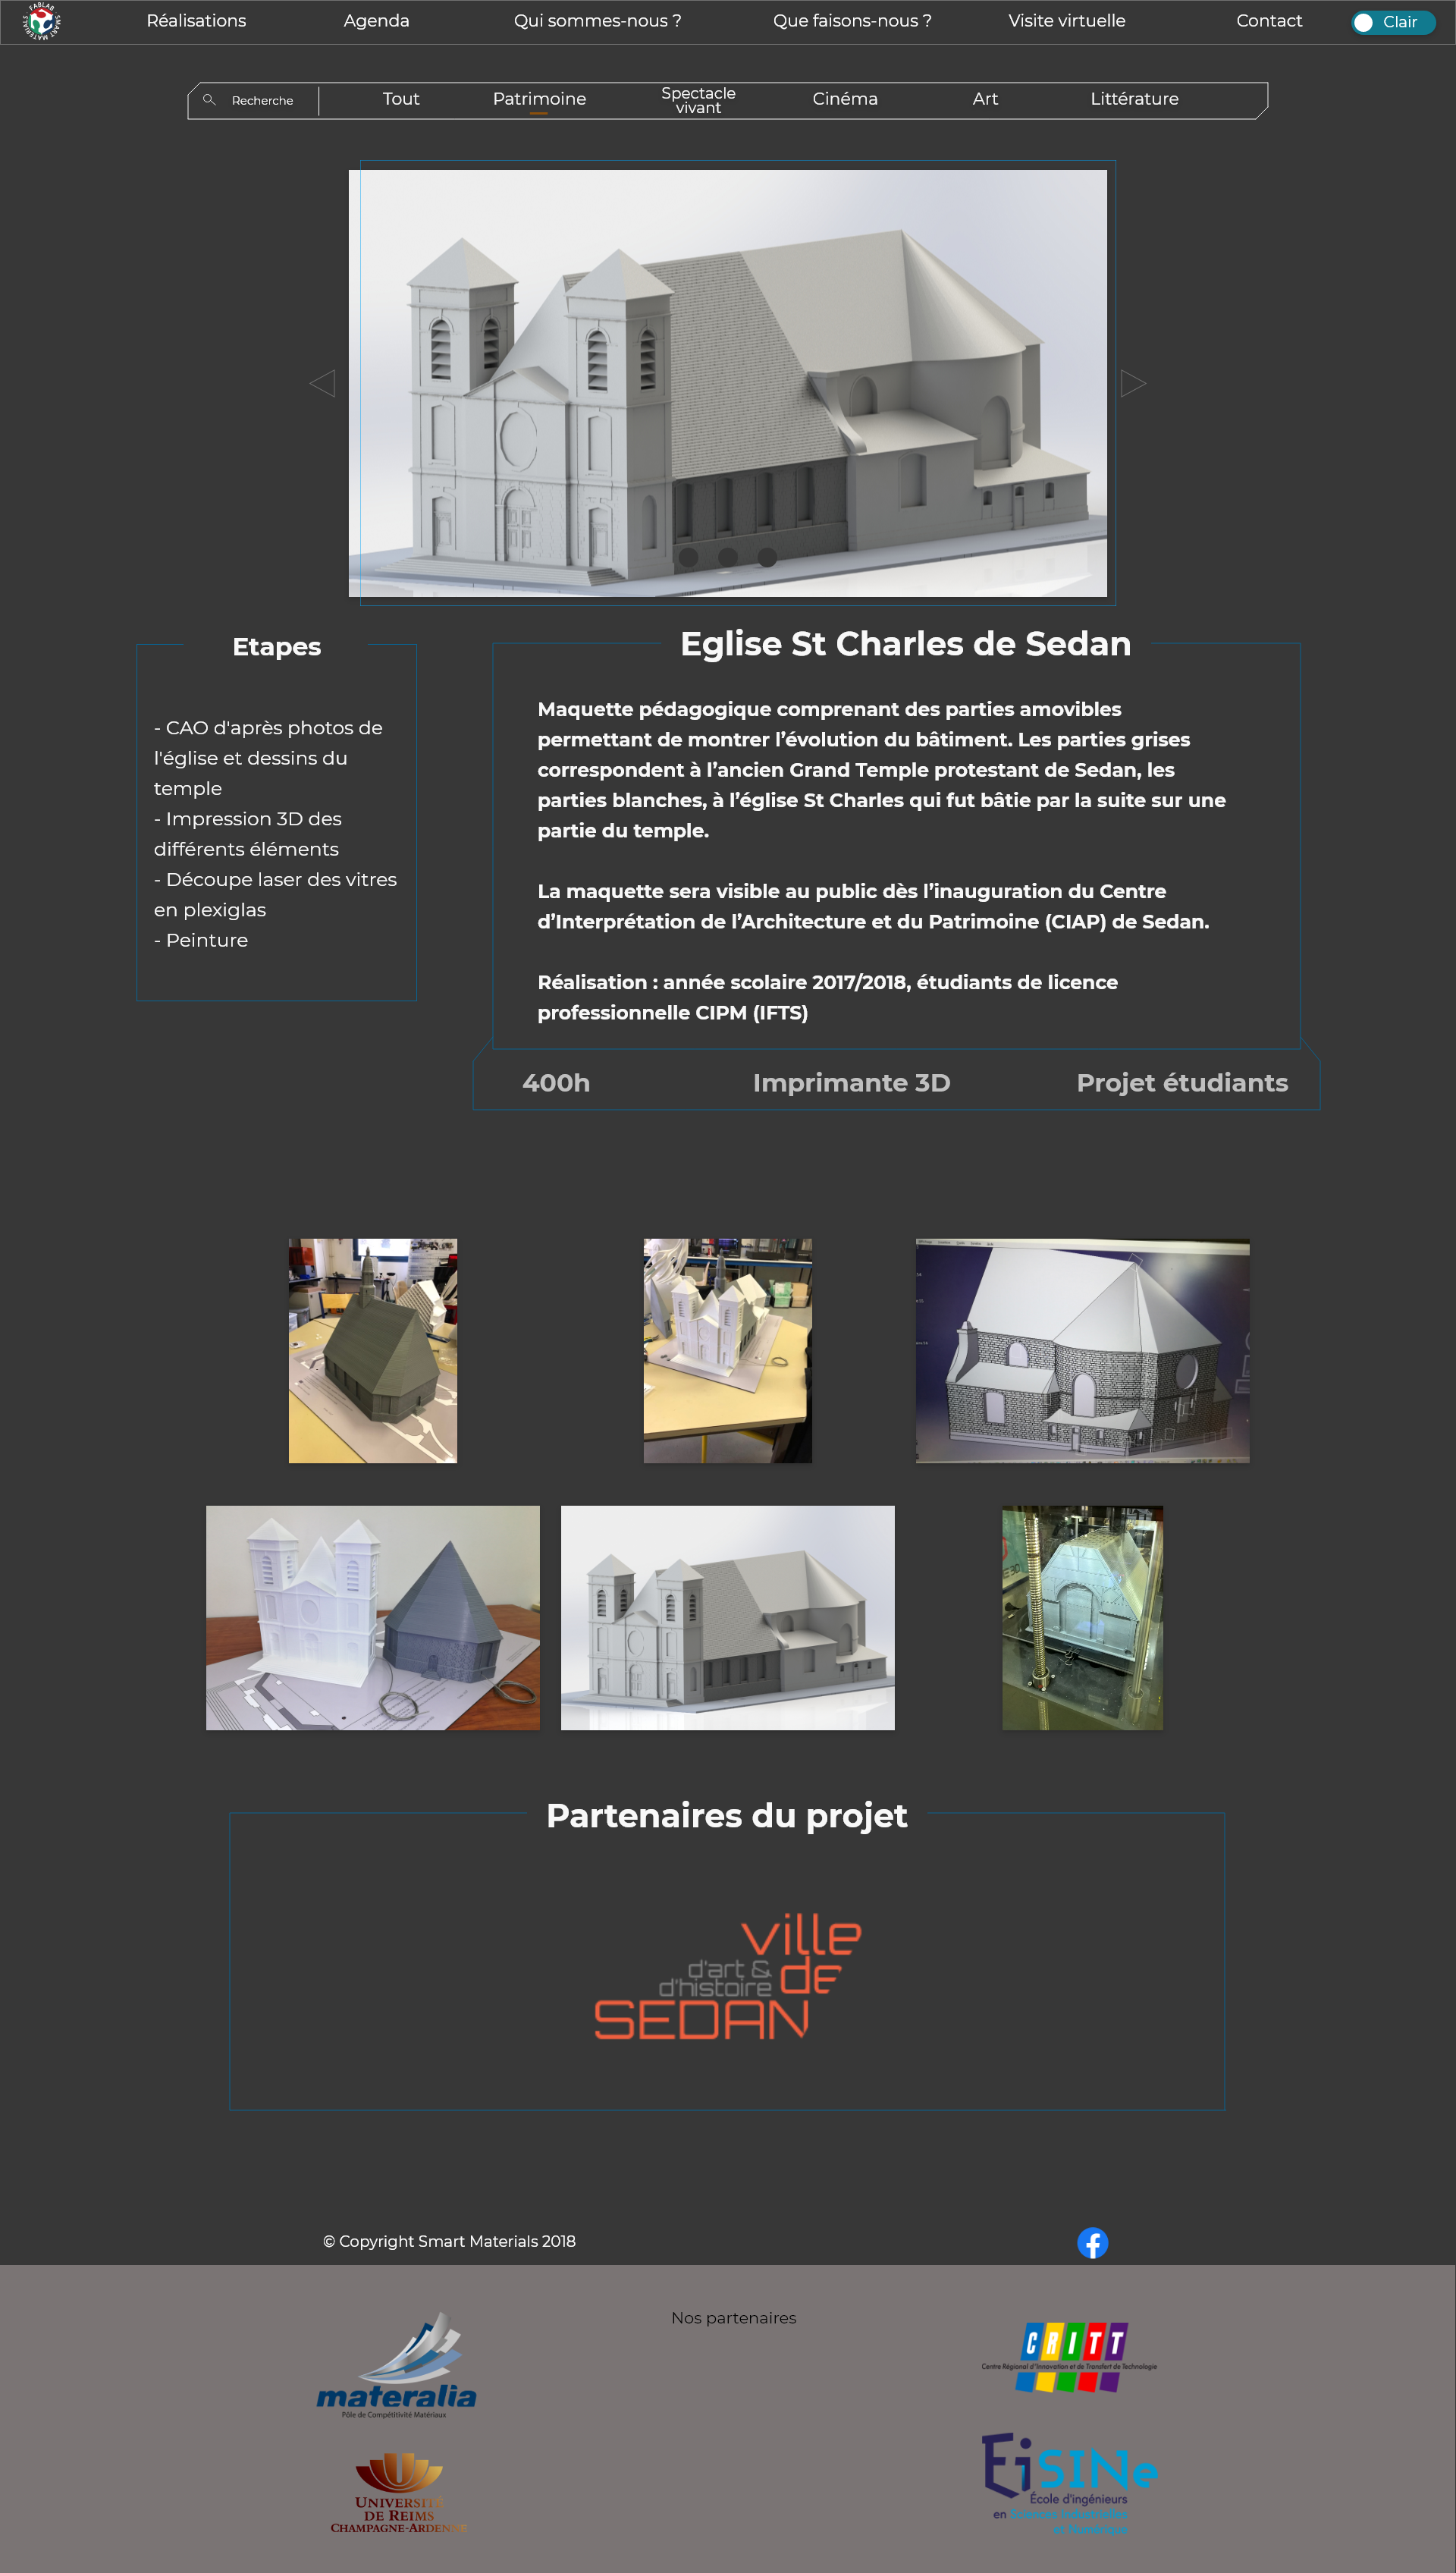 FABLAB SMART MATERIALS
Réalisations
Agenda
Qui sommes-nous ?
Que faisons-nous ?
Visite virtuelle
Contact
Clair
Recherche
Tout
Patrimoine
Spectacle
vivant
Cinéma
Art
Littérature
Etapes
- CAO d'après photos de
l'église et dessins du
temple
- Impression 3D des
différents éléments
- Découpe laser des vitres
en plexiglas
- Peinture
Eglise St Charles de Sedan
Maquette pédagogique comprenant des parties amovibles
permettant de montrer l’évolution du bâtiment. Les parties grises
correspondent à l’ancien Grand Temple protestant de Sedan, les
parties blanches, à l’église St Charles qui fut bâtie par la suite sur une
partie du temple.
La maquette sera visible au public dès l’inauguration du Centre
d’Interprétation de l’Architecture et du Patrimoine (CIAP) de Sedan.
Réalisation : année scolaire 2017/2018, étudiants de licence
professionnelle CIPM (IFTS)
400h
Imprimante 3D
Projet étudiants
Partenaires du projet
ville
d'art & de
d'histoire
SEDAN
© Copyright Smart Materials 2018
Nos partenaires
materalia
Pôle de Compétitivité Matériaux
UNIVERSITÉ
DE REIMS
CHAMPAGNE-ARDENNE
CRITT
Centre Régional d'Innovation et de Transfert de Technologie
EiSINe
École d'ingénieurs
en Sciences Industrielles
et Numérique